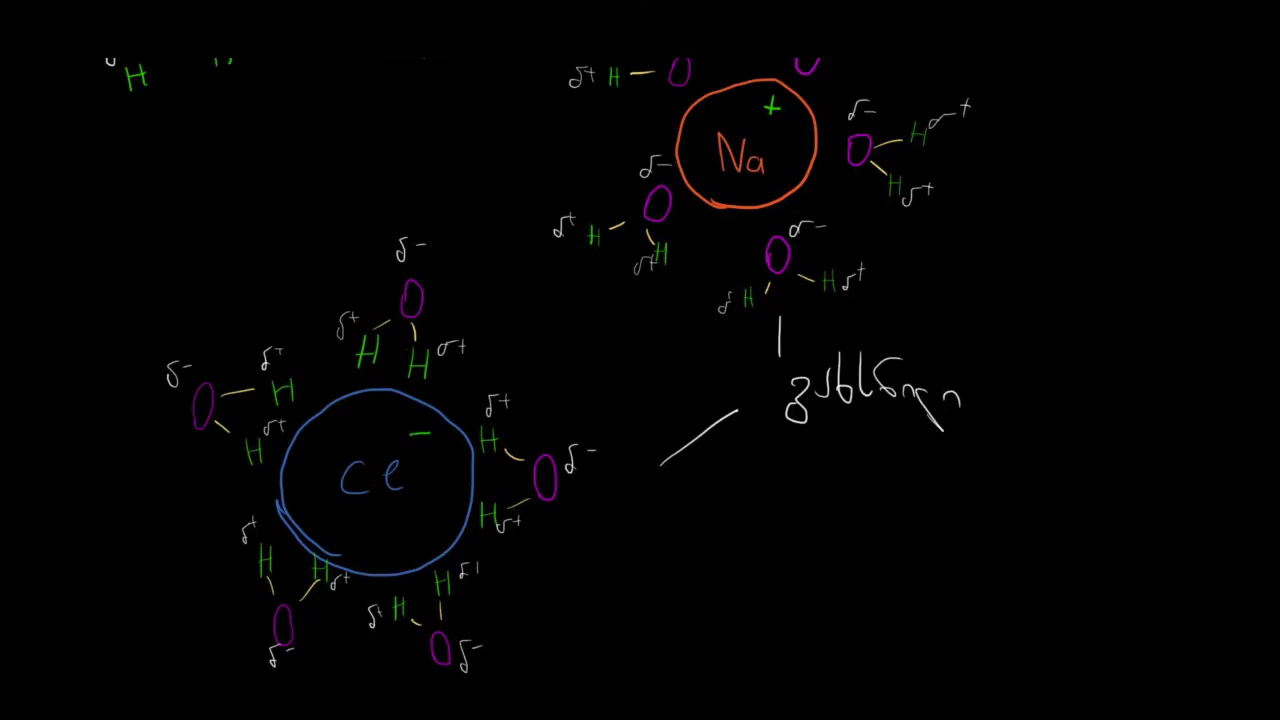 H
δ+ H O O
Na +
δ- O H δ+ H δ+
δ- O δ+ H H δ+
O δ- δ H H δ+
δ- O δ+ H H δ+
δ- O δ+ H H δ+
გახსნილი
Cl -
δ+ H O δ- H δ+
δ+ H H δ+ O δ-
δ+ H H δ+ O δ-